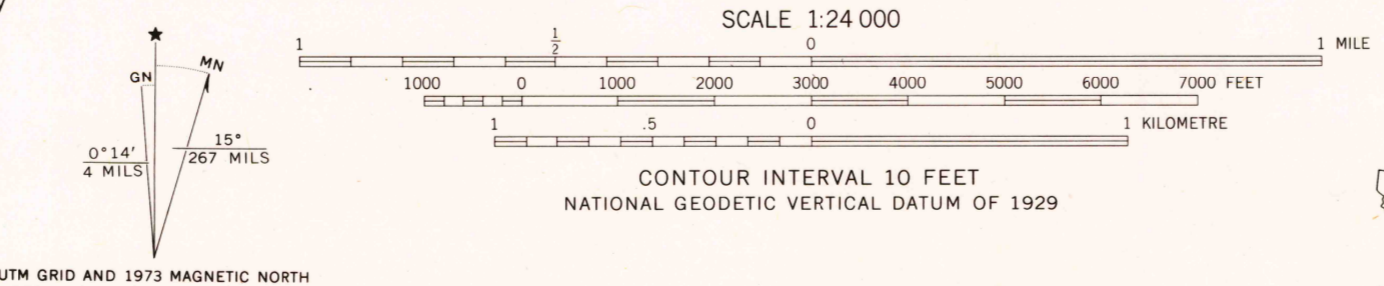 SCALE 1:24 000
1 1/2 0 1 MILE
1000 0 1000 2000 3000 4000 5000 6000 7000 FEET
1 .5 0 1 KILOMETRE
CONTOUR INTERVAL 10 FEET
NATIONAL GEODETIC VERTICAL DATUM OF 1929
★
GN MN
0°14′ 15°
4 MILS 267 MILS
UTM GRID AND 1973 MAGNETIC NORTH